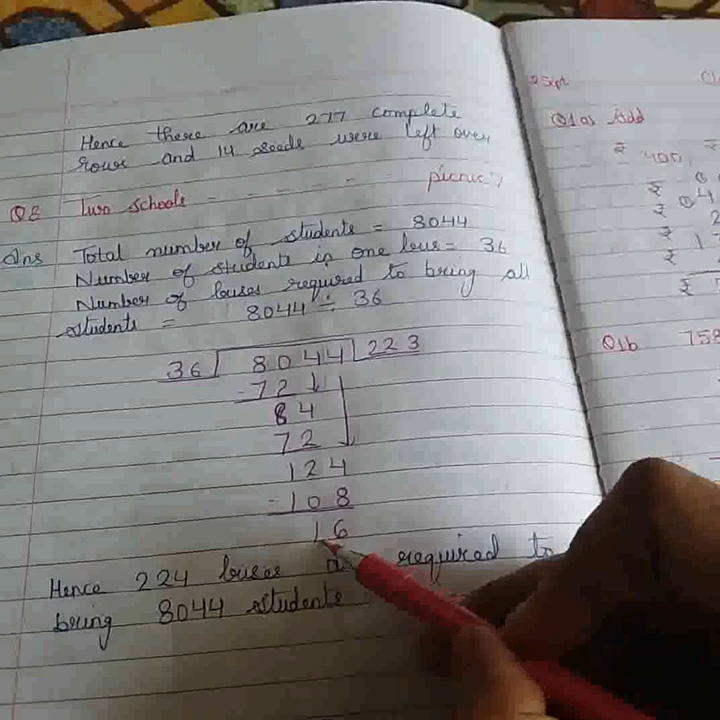 Hence there are 277 complete
rows and 14 seeds were left over
Q8 Two schools - - - - - - picnic?
Ans Total number of students = 8044
Number of students in one bus = 36
Number of buses required to bring all
students = 8044 ÷ 36
36 8044 223
-72
84
72
124
-108
16
Hence 224 buses required to
bring 8044 students
2 Sept
Q1a) Add
₹ 400
Q1b 758